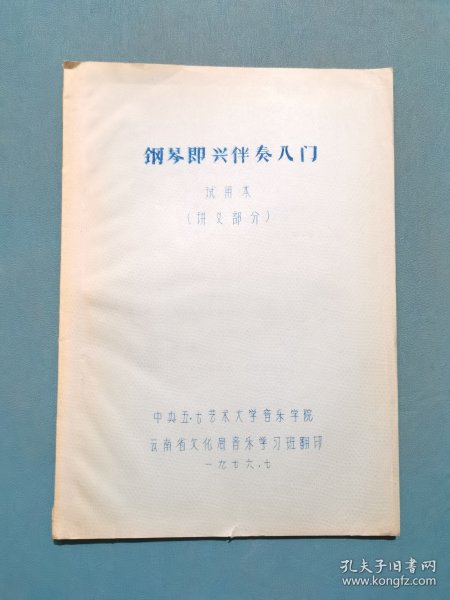 钢琴即兴伴奏入门
试用本
(讲义部分)
中央五·七艺术大学音乐学院
云南省文化局音乐学习班翻印
一九七六.七
孔夫子旧书网
www.kongfz.com